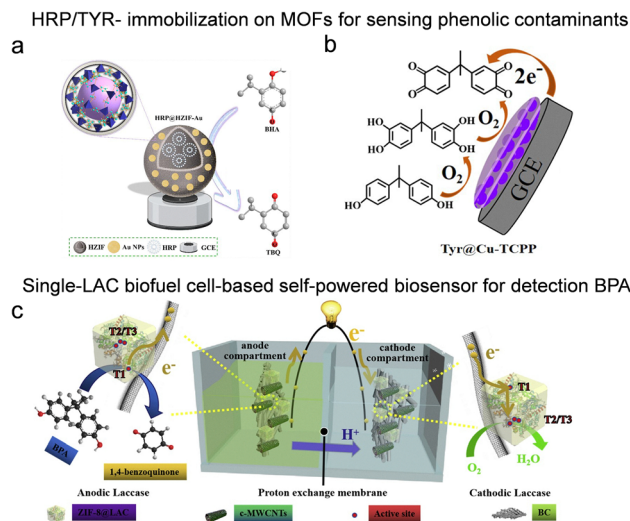 HRP/TYR- immobilization on MOFs for sensing phenolic contaminants
a
HRP@HZIF-Au
BHA
TBQ
HZIF
Au NPs
HRP
GCE
b
O
O
O
O
2e-
O2
HO
HO
OH
OH
O2
HO
OH
GCE
Tyr@Cu-TCPP
Single-LAC biofuel cell-based self-powered biosensor for detection BPA
c
T2/T3
T1
e-
BPA
1,4-benzoquinone
anode
compartment
e-
cathode
compartment
H+
e-
T1
T2/T3
O2
H2O
Anodic Laccase
Proton exchange membrane
Cathodic Laccase
ZIF-8@LAC
c-MWCNTs
Active site
BC